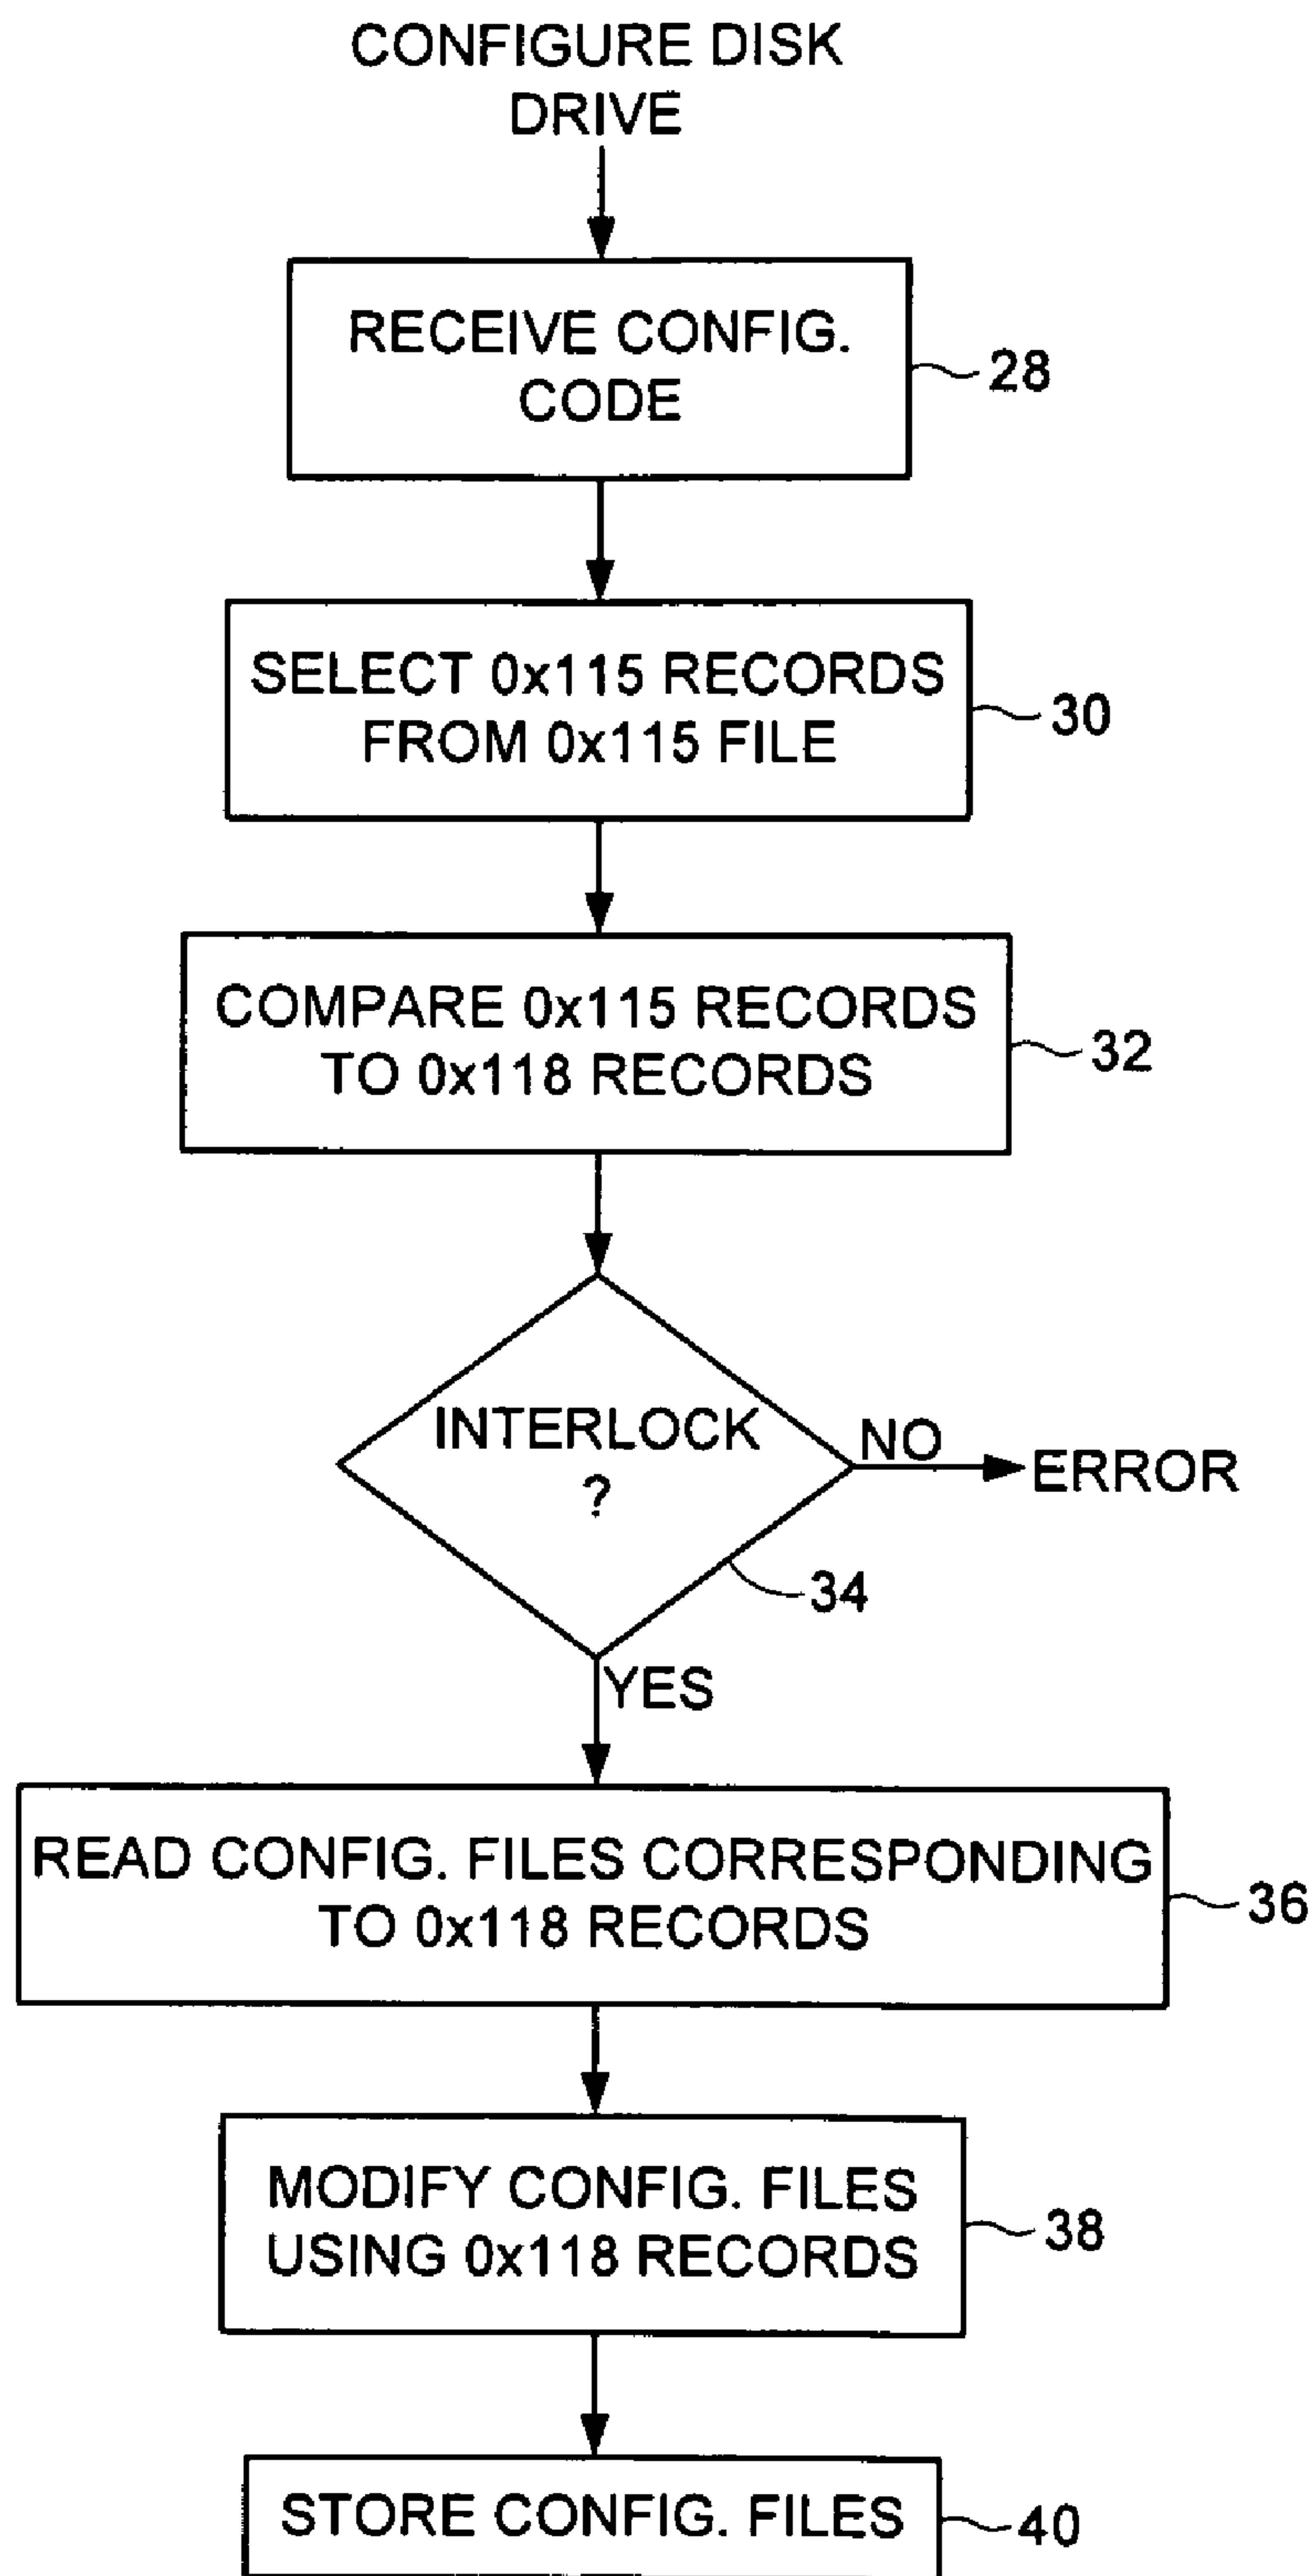 CONFIGURE DISK
DRIVE
RECEIVE CONFIG.
CODE
28
SELECT 0x115 RECORDS
FROM 0x115 FILE
30
COMPARE 0x115 RECORDS
TO 0x118 RECORDS
32
INTERLOCK
?
NO
ERROR
34
YES
READ CONFIG. FILES CORRESPONDING
TO 0x118 RECORDS
36
MODIFY CONFIG. FILES
USING 0x118 RECORDS
38
STORE CONFIG. FILES
40